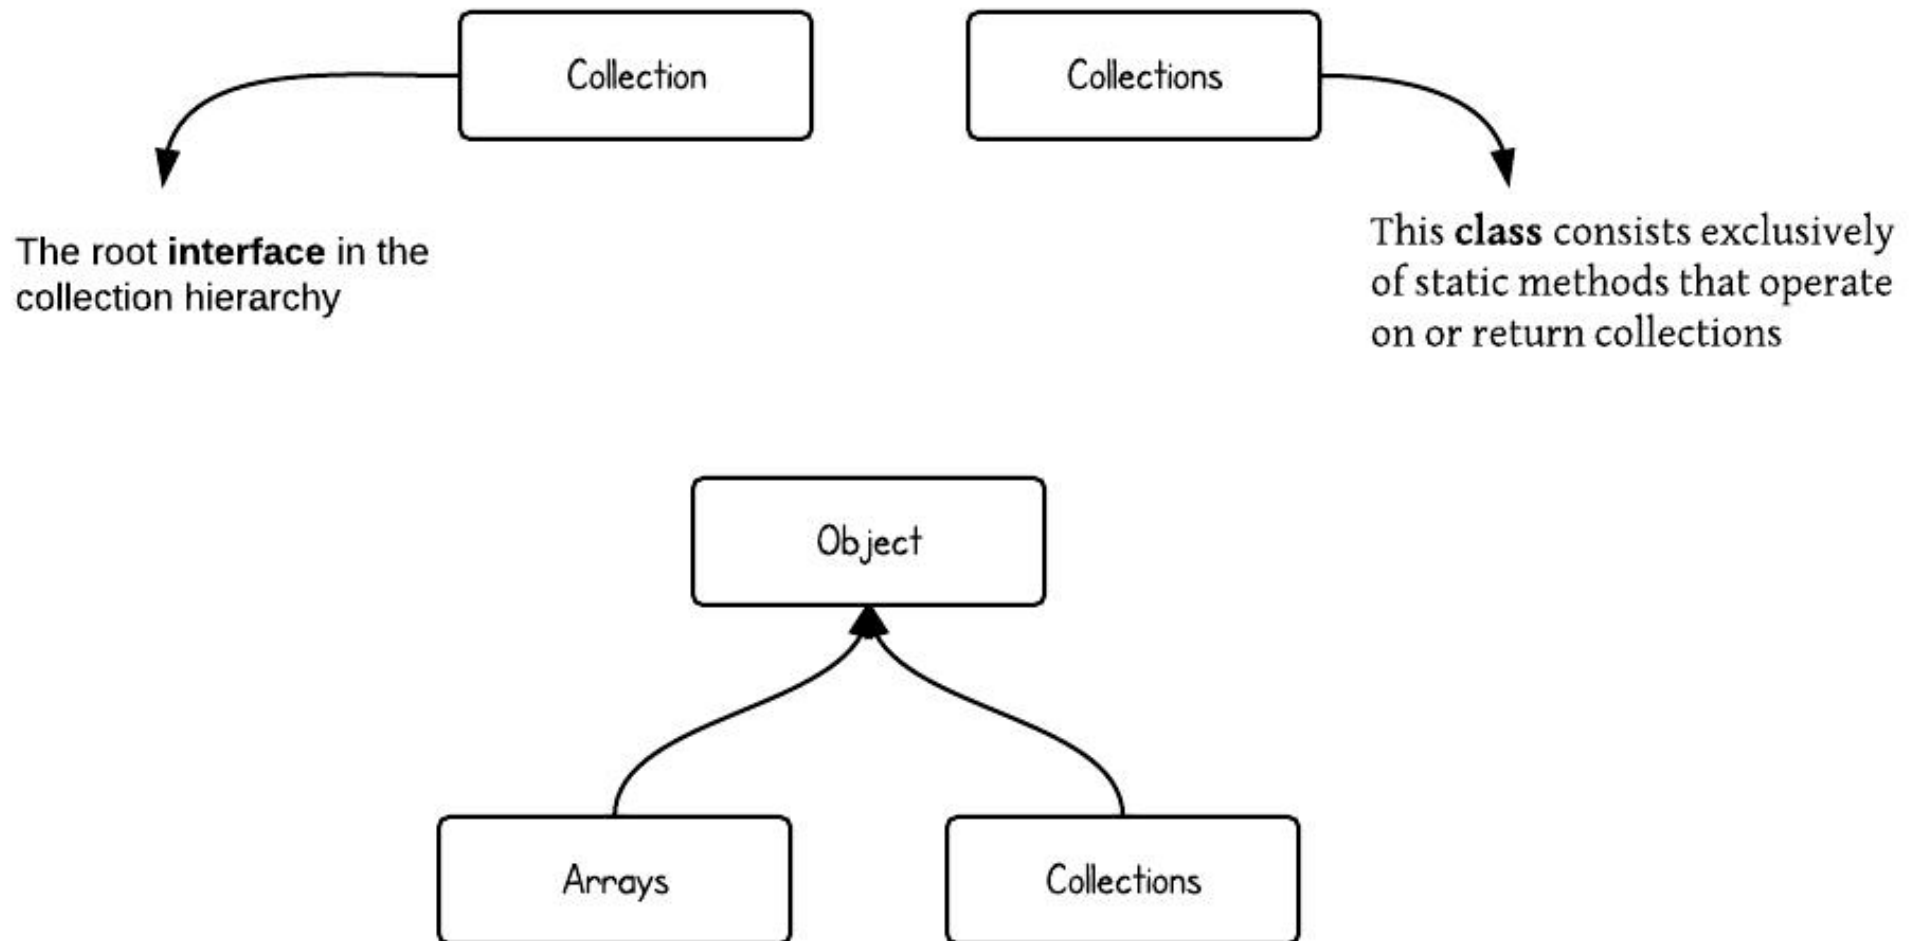 Collection
Collections
The root interface in the
collection hierarchy
This class consists exclusively
of static methods that operate
on or return collections
Object
Arrays
Collections